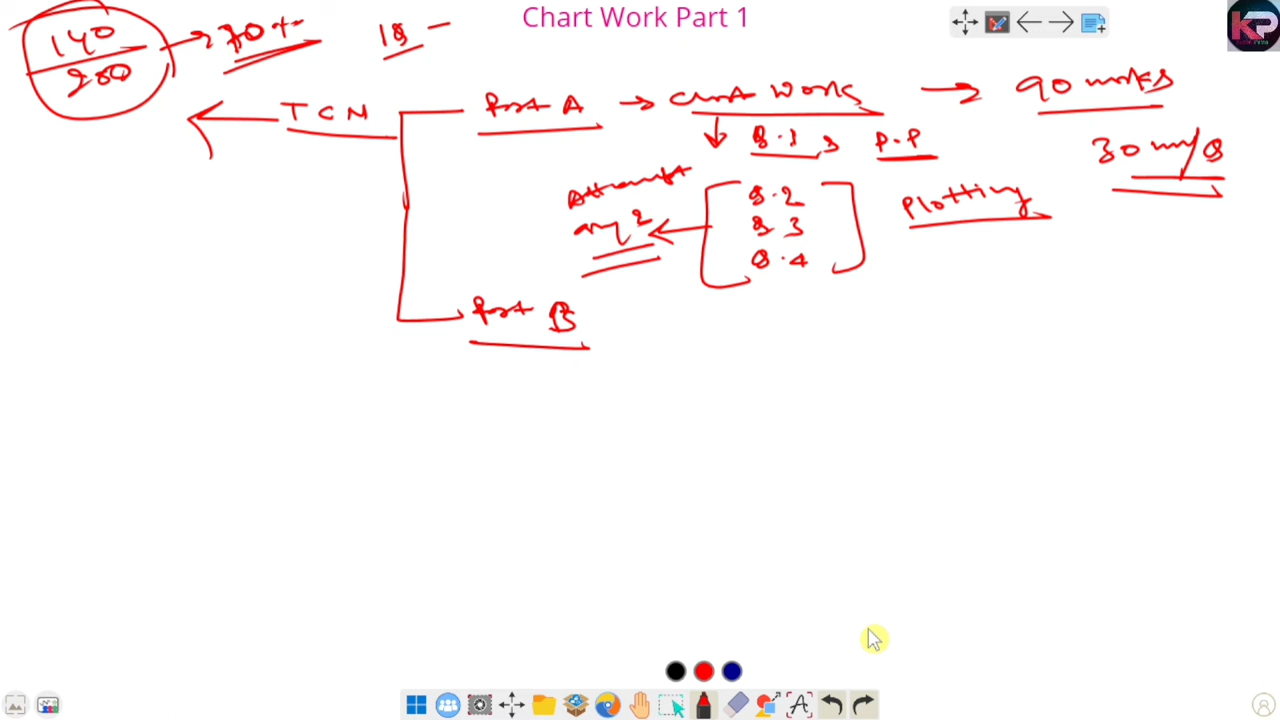 Chart Work Part 1
140
200
70+
18 -
TCN
Part A → Chart Work → 90 marks
Q.1 P.P
30 m/Q
Attempt
any 2
Q.2
Q.3
Q.4
Plotting
Part B
KP